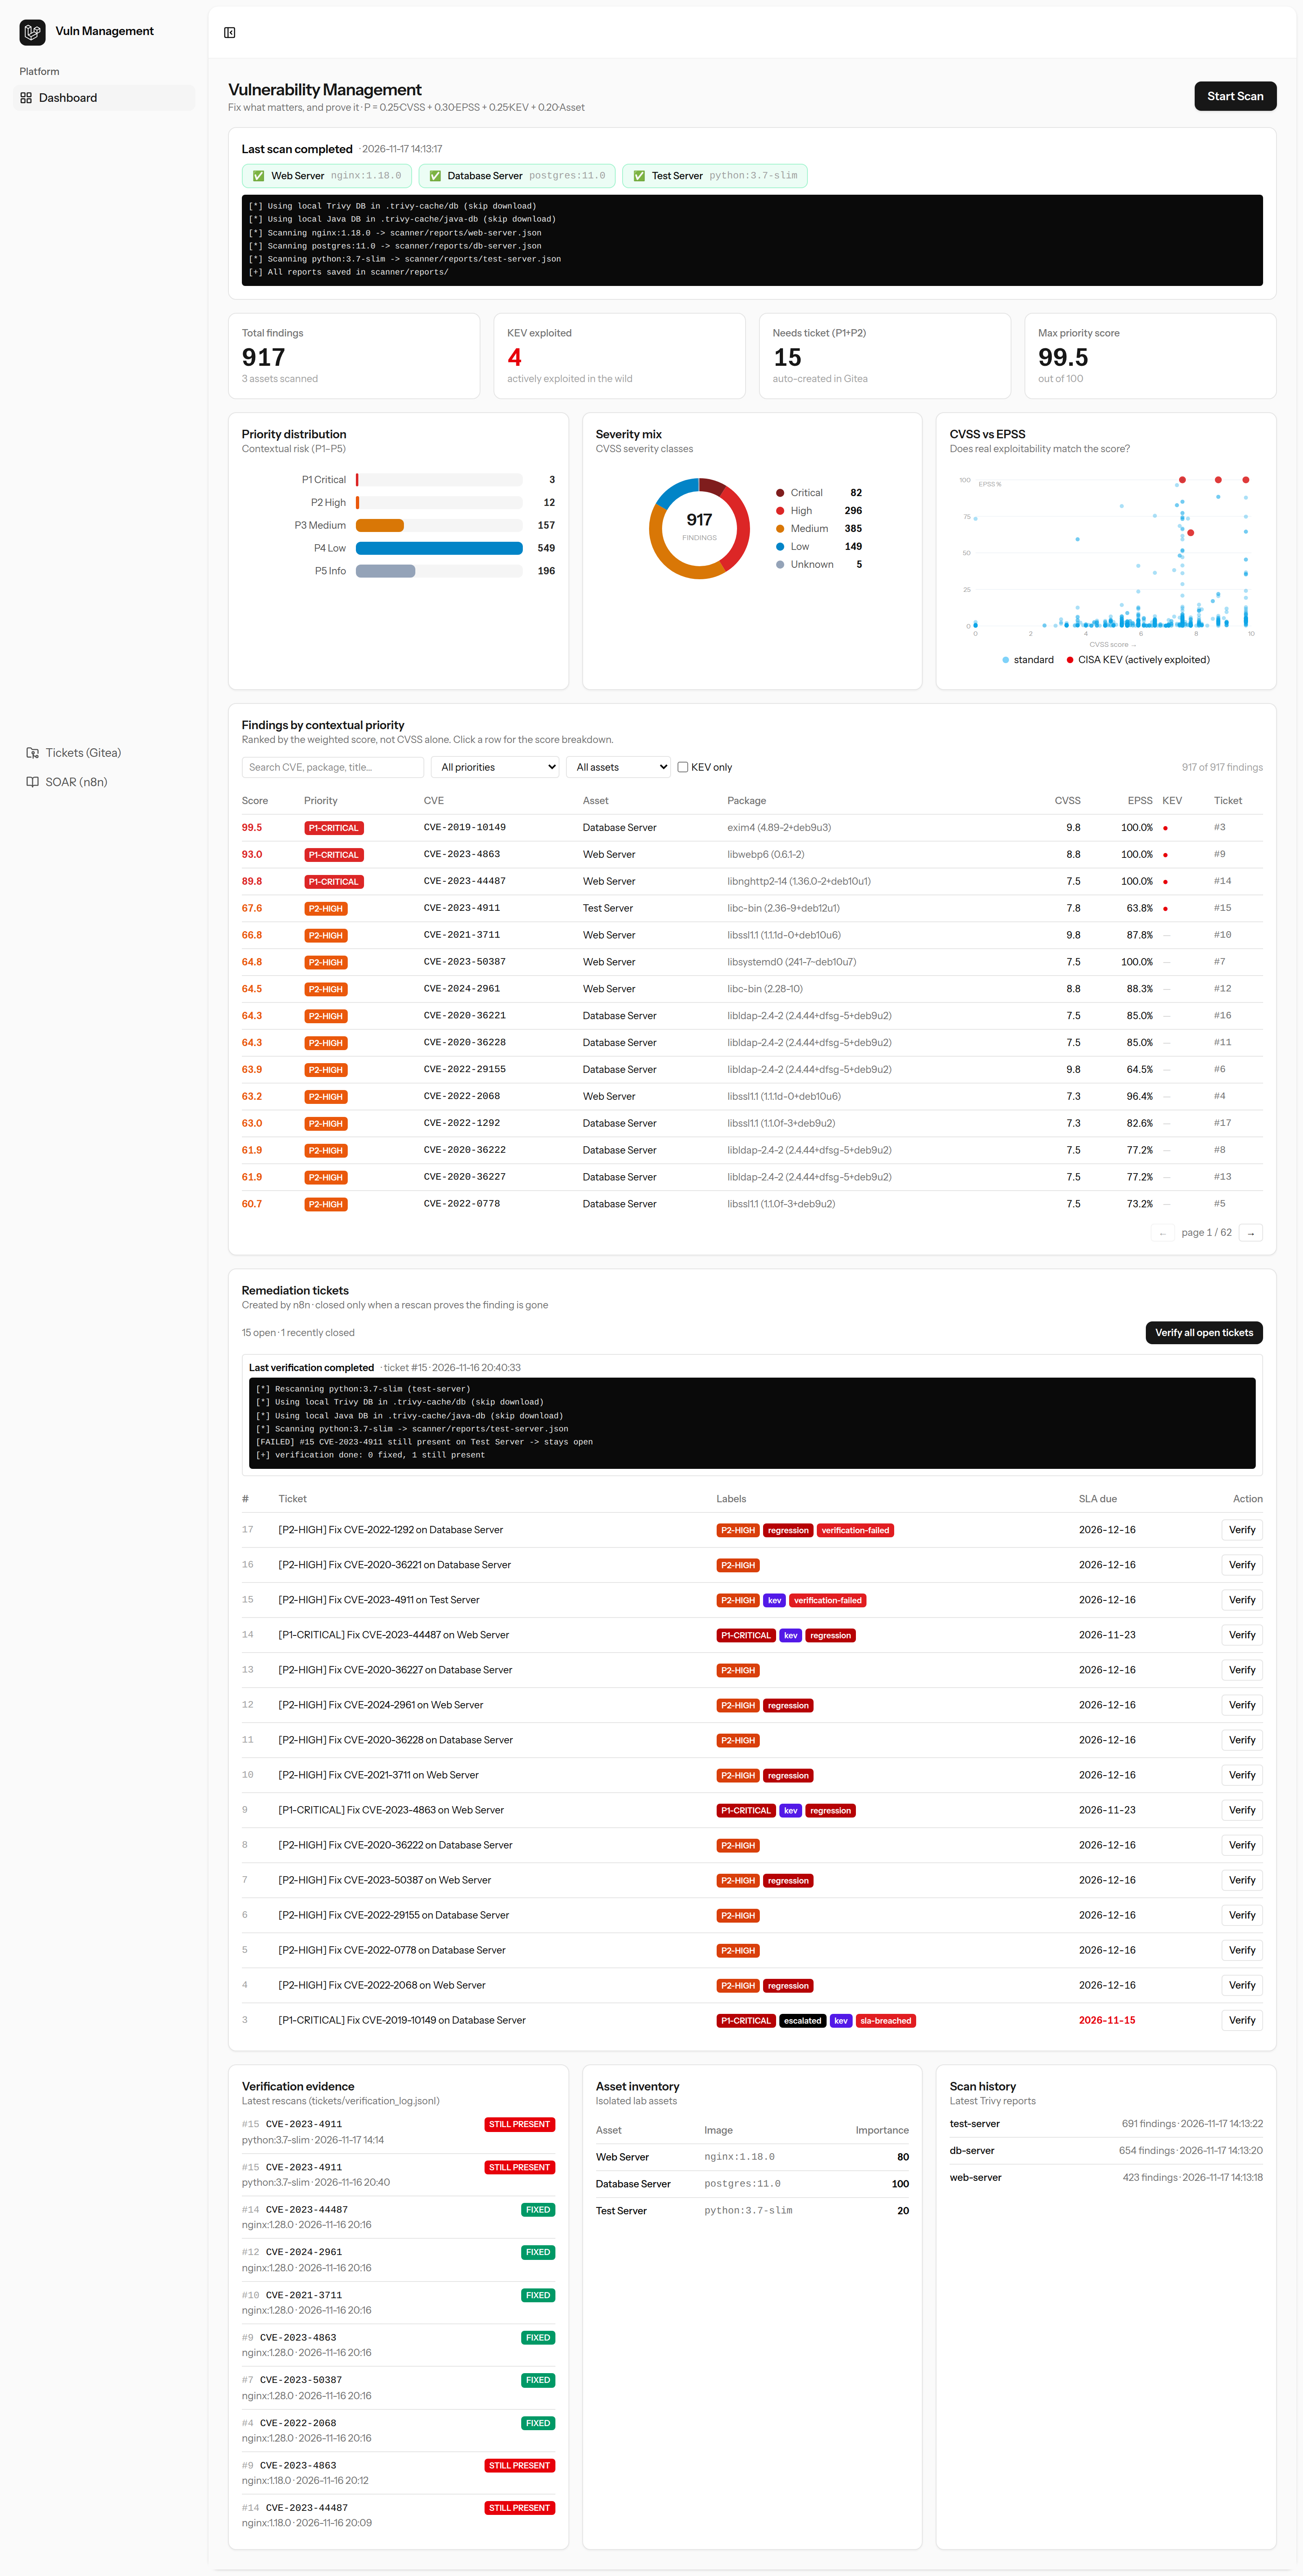 Vuln Management
Platform
Dashboard
Tickets (Gitea)
SOAR (n8n)
Vulnerability Management
Fix what matters, and prove it · P = 0.25·CVSS + 0.30·EPSS + 0.25·KEV + 0.20·Asset
Start Scan
Last scan completed · 2026-11-17 14:13:17
✅ Web Server nginx:1.18.0 ✅ Database Server postgres:11.0 ✅ Test Server python:3.7-slim
[*] Using local Trivy DB in .trivy-cache/db (skip download)
[*] Using local Java DB in .trivy-cache/java-db (skip download)
[*] Scanning nginx:1.18.0 -> scanner/reports/web-server.json
[*] Scanning postgres:11.0 -> scanner/reports/db-server.json
[*] Scanning python:3.7-slim -> scanner/reports/test-server.json
[+] All reports saved in scanner/reports/
Total findings
917
3 assets scanned
KEV exploited
4
actively exploited in the wild
Needs ticket (P1+P2)
15
auto-created in Gitea
Max priority score
99.5
out of 100
Priority distribution
Contextual risk (P1–P5)
P1 Critical 3
P2 High 12
P3 Medium 157
P4 Low 549
P5 Info 196
Severity mix
CVSS severity classes
917
FINDINGS
Critical 82
High 296
Medium 385
Low 149
Unknown 5
CVSS vs EPSS
Does real exploitability match the score?
100 EPSS %
75
50
25
0
0 2 4 6 8 10
CVSS score →
standard CISA KEV (actively exploited)
Findings by contextual priority
Ranked by the weighted score, not CVSS alone. Click a row for the score breakdown.
Search CVE, package, title... All priorities All assets KEV only 917 of 917 findings
Score Priority CVE Asset Package CVSS EPSS KEV Ticket
99.5 P1-CRITICAL CVE-2019-10149 Database Server exim4 (4.89-2+deb9u3) 9.8 100.0% ● #3
93.0 P1-CRITICAL CVE-2023-4863 Web Server libwebp6 (0.6.1-2) 8.8 100.0% ● #9
89.8 P1-CRITICAL CVE-2023-44487 Web Server libnghttp2-14 (1.36.0-2+deb10u1) 7.5 100.0% ● #14
67.6 P2-HIGH CVE-2023-4911 Test Server libc-bin (2.36-9+deb12u1) 7.8 63.8% ● #15
66.8 P2-HIGH CVE-2021-3711 Web Server libssl1.1 (1.1.1d-0+deb10u6) 9.8 87.8% — #10
64.8 P2-HIGH CVE-2023-50387 Web Server libsystemd0 (241-7~deb10u7) 7.5 100.0% — #7
64.5 P2-HIGH CVE-2024-2961 Web Server libc-bin (2.28-10) 8.8 88.3% — #12
64.3 P2-HIGH CVE-2020-36221 Database Server libldap-2.4-2 (2.4.44+dfsg-5+deb9u2) 7.5 85.0% — #16
64.3 P2-HIGH CVE-2020-36228 Database Server libldap-2.4-2 (2.4.44+dfsg-5+deb9u2) 7.5 85.0% — #11
63.9 P2-HIGH CVE-2022-29155 Database Server libldap-2.4-2 (2.4.44+dfsg-5+deb9u2) 9.8 64.5% — #6
63.2 P2-HIGH CVE-2022-2068 Web Server libssl1.1 (1.1.1d-0+deb10u6) 7.3 96.4% — #4
63.0 P2-HIGH CVE-2022-1292 Database Server libssl1.1 (1.1.0f-3+deb9u2) 7.3 82.6% — #17
61.9 P2-HIGH CVE-2020-36222 Database Server libldap-2.4-2 (2.4.44+dfsg-5+deb9u2) 7.5 77.2% — #8
61.9 P2-HIGH CVE-2020-36227 Database Server libldap-2.4-2 (2.4.44+dfsg-5+deb9u2) 7.5 77.2% — #13
60.7 P2-HIGH CVE-2022-0778 Database Server libssl1.1 (1.1.0f-3+deb9u2) 7.5 73.2% — #5
← page 1 / 62 →
Remediation tickets
Created by n8n · closed only when a rescan proves the finding is gone
15 open · 1 recently closed
Verify all open tickets
Last verification completed · ticket #15 · 2026-11-16 20:40:33
[*] Rescanning python:3.7-slim (test-server)
[*] Using local Trivy DB in .trivy-cache/db (skip download)
[*] Using local Java DB in .trivy-cache/java-db (skip download)
[*] Scanning python:3.7-slim -> scanner/reports/test-server.json
[FAILED] #15 CVE-2023-4911 still present on Test Server -> stays open
[+] verification done: 0 fixed, 1 still present
# Ticket Labels SLA due Action
17 [P2-HIGH] Fix CVE-2022-1292 on Database Server P2-HIGH regression verification-failed 2026-12-16 Verify
16 [P2-HIGH] Fix CVE-2020-36221 on Database Server P2-HIGH 2026-12-16 Verify
15 [P2-HIGH] Fix CVE-2023-4911 on Test Server P2-HIGH kev verification-failed 2026-12-16 Verify
14 [P1-CRITICAL] Fix CVE-2023-44487 on Web Server P1-CRITICAL kev regression 2026-11-23 Verify
13 [P2-HIGH] Fix CVE-2020-36227 on Database Server P2-HIGH 2026-12-16 Verify
12 [P2-HIGH] Fix CVE-2024-2961 on Web Server P2-HIGH regression 2026-12-16 Verify
11 [P2-HIGH] Fix CVE-2020-36228 on Database Server P2-HIGH 2026-12-16 Verify
10 [P2-HIGH] Fix CVE-2021-3711 on Web Server P2-HIGH regression 2026-12-16 Verify
9 [P1-CRITICAL] Fix CVE-2023-4863 on Web Server P1-CRITICAL kev regression 2026-11-23 Verify
8 [P2-HIGH] Fix CVE-2020-36222 on Database Server P2-HIGH 2026-12-16 Verify
7 [P2-HIGH] Fix CVE-2023-50387 on Web Server P2-HIGH regression 2026-12-16 Verify
6 [P2-HIGH] Fix CVE-2022-29155 on Database Server P2-HIGH 2026-12-16 Verify
5 [P2-HIGH] Fix CVE-2022-0778 on Database Server P2-HIGH 2026-12-16 Verify
4 [P2-HIGH] Fix CVE-2022-2068 on Web Server P2-HIGH regression 2026-12-16 Verify
3 [P1-CRITICAL] Fix CVE-2019-10149 on Database Server P1-CRITICAL escalated kev sla-breached 2026-11-15 Verify
Verification evidence
Latest rescans (tickets/verification_log.jsonl)
#15 CVE-2023-4911 STILL PRESENT
python:3.7-slim · 2026-11-17 14:14
#15 CVE-2023-4911 STILL PRESENT
python:3.7-slim · 2026-11-16 20:40
#14 CVE-2023-44487 FIXED
nginx:1.28.0 · 2026-11-16 20:16
#12 CVE-2024-2961 FIXED
nginx:1.28.0 · 2026-11-16 20:16
#10 CVE-2021-3711 FIXED
nginx:1.28.0 · 2026-11-16 20:16
#9 CVE-2023-4863 FIXED
nginx:1.28.0 · 2026-11-16 20:16
#7 CVE-2023-50387 FIXED
nginx:1.28.0 · 2026-11-16 20:16
#4 CVE-2022-2068 FIXED
nginx:1.28.0 · 2026-11-16 20:16
#9 CVE-2023-4863 STILL PRESENT
nginx:1.18.0 · 2026-11-16 20:12
#14 CVE-2023-44487 STILL PRESENT
nginx:1.18.0 · 2026-11-16 20:09
Asset inventory
Isolated lab assets
Asset Image Importance
Web Server nginx:1.18.0 80
Database Server postgres:11.0 100
Test Server python:3.7-slim 20
Scan history
Latest Trivy reports
test-server 691 findings · 2026-11-17 14:13:22
db-server 654 findings · 2026-11-17 14:13:20
web-server 423 findings · 2026-11-17 14:13:18